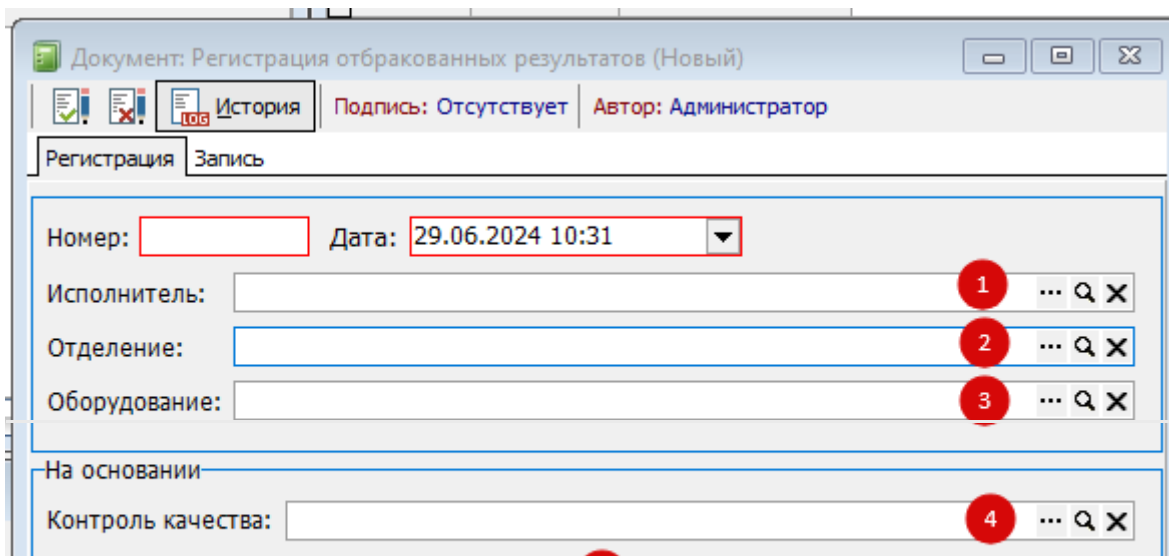 Документ: Регистрация отбракованных результатов (Новый)
LOG История Подпись: Отсутствует Автор: Администратор
Регистрация Запись
Номер: Дата: 29.06.2024 10:31
Исполнитель: 1
Отделение: 2
Оборудование: 3
На основании
Контроль качества: 4